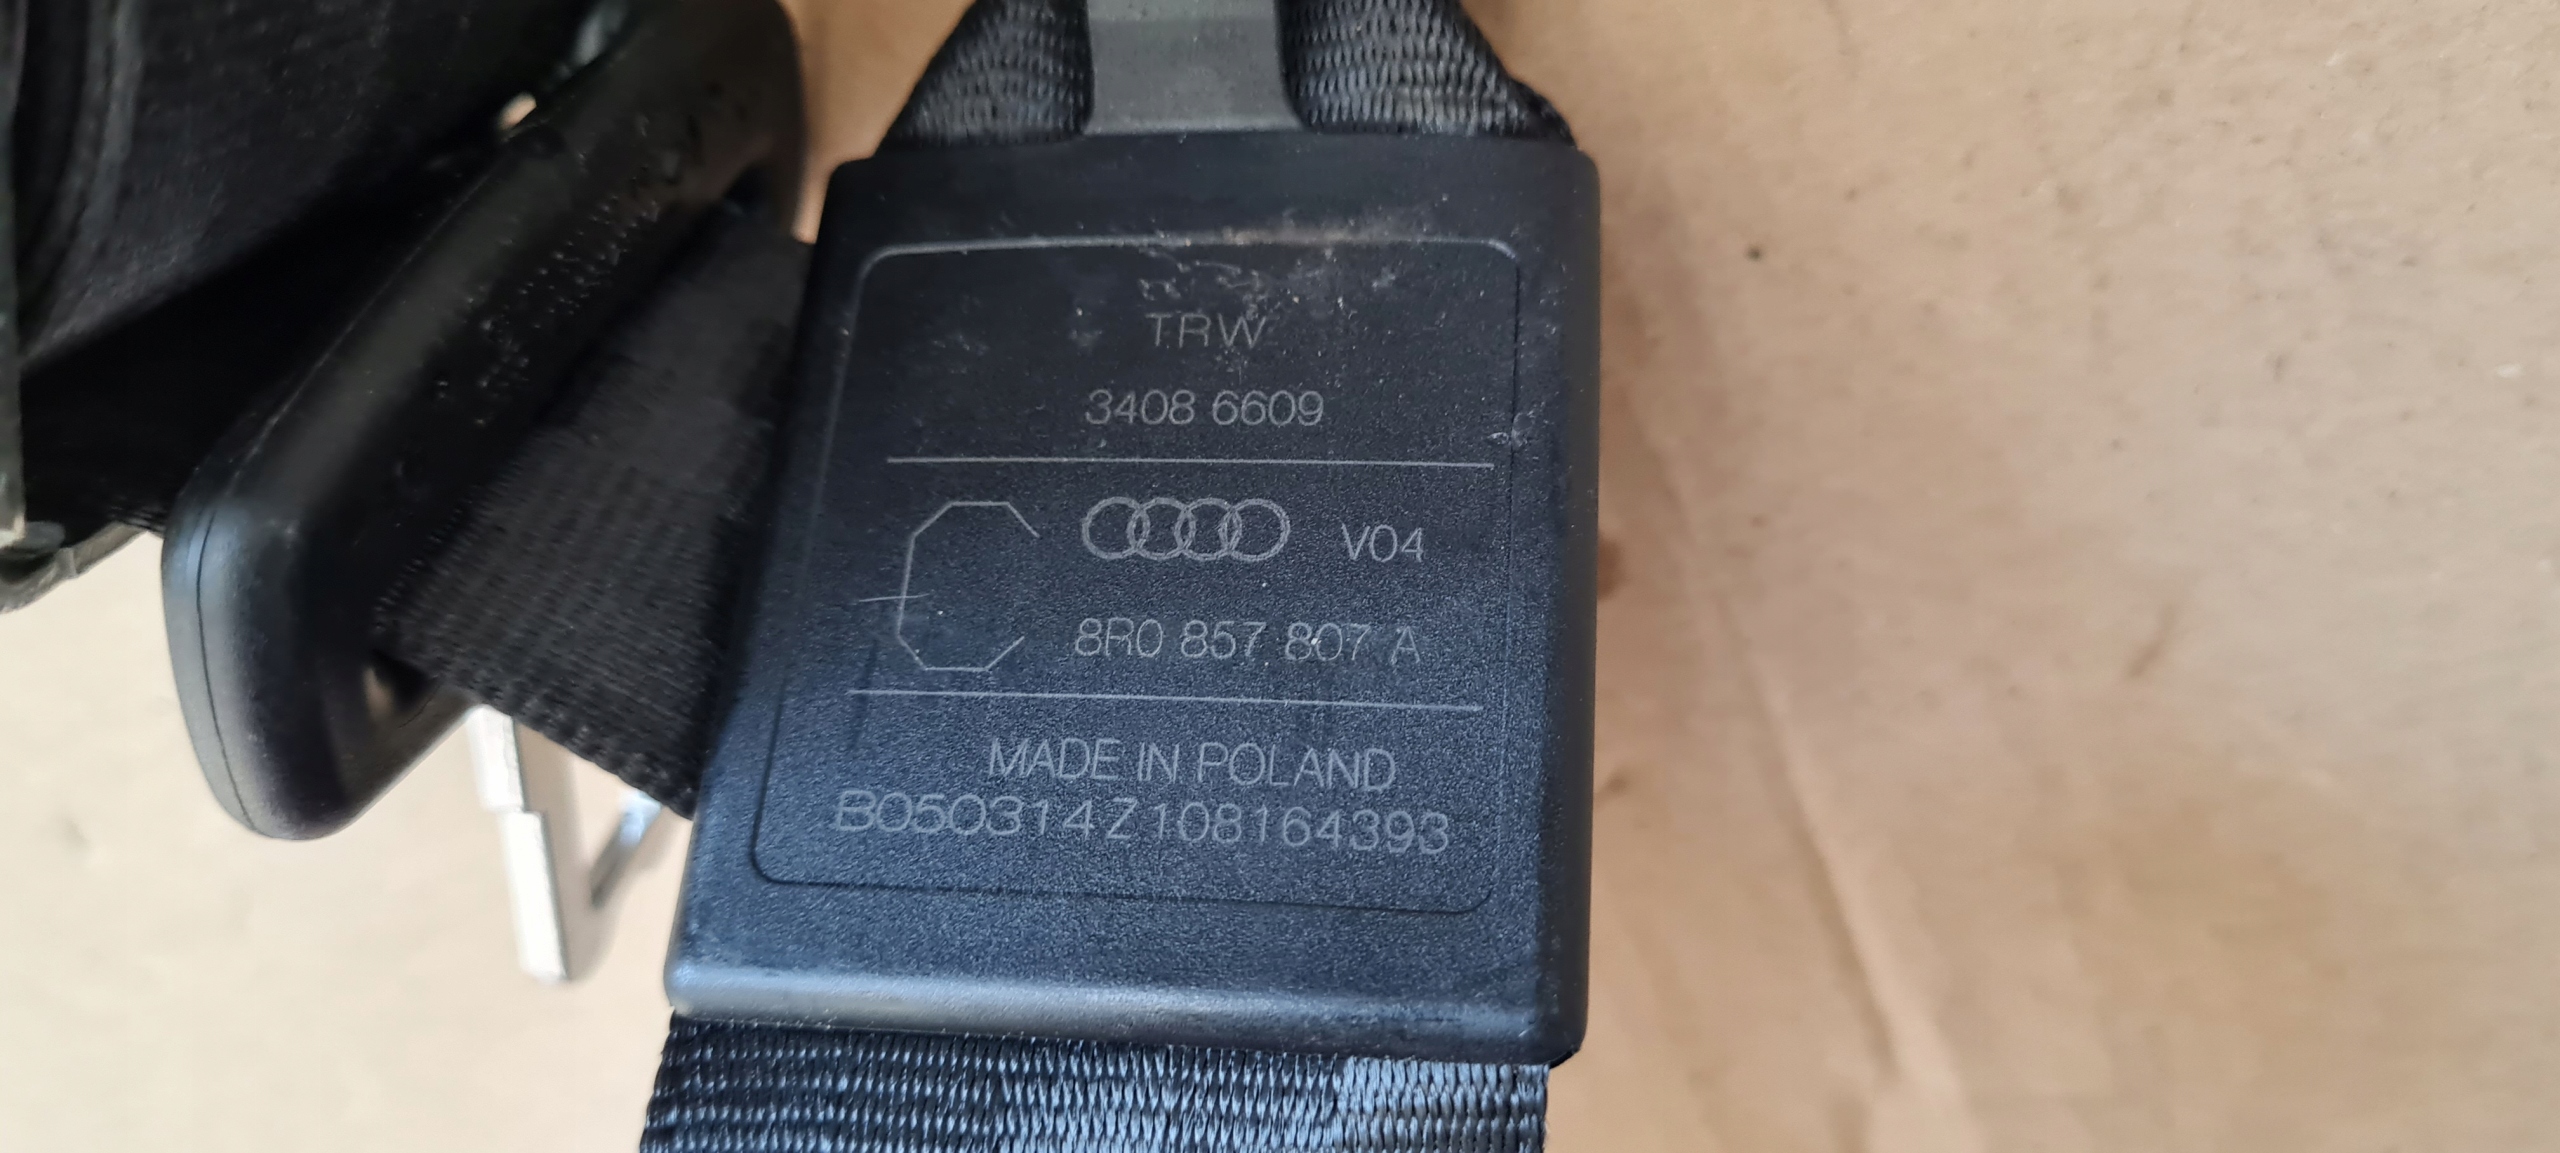 TRW
3408 6609
C V04
8R0 857 807 A
MADE IN POLAND
B050314Z108164393